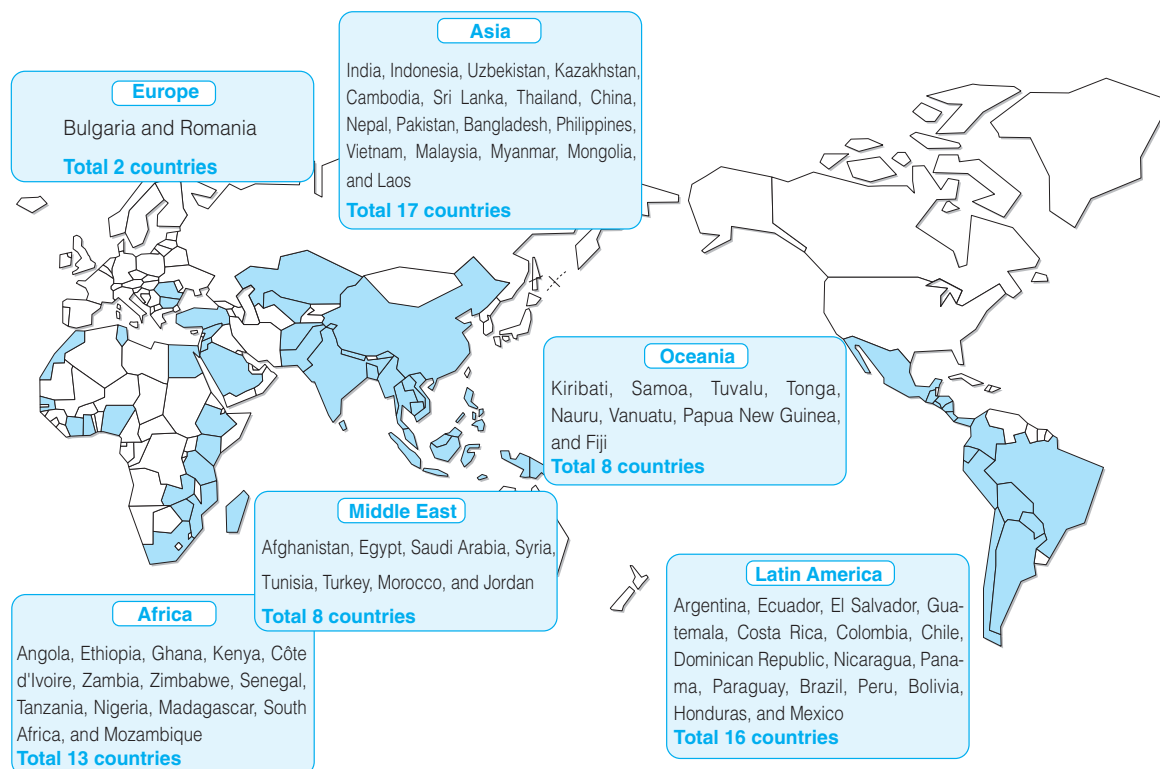 Asia
India, Indonesia, Uzbekistan, Kazakhstan,
Cambodia, Sri Lanka, Thailand, China,
Nepal, Pakistan, Bangladesh, Philippines,
Vietnam, Malaysia, Myanmar, Mongolia,
and Laos
Total 17 countries
Europe
Bulgaria and Romania
Total 2 countries
Oceania
Kiribati, Samoa, Tuvalu, Tonga,
Nauru, Vanuatu, Papua New Guinea,
and Fiji
Total 8 countries
Middle East
Afghanistan, Egypt, Saudi Arabia, Syria,
Tunisia, Turkey, Morocco, and Jordan
Total 8 countries
Latin America
Argentina, Ecuador, El Salvador, Gua-
temala, Costa Rica, Colombia, Chile,
Dominican Republic, Nicaragua, Pana-
ma, Paraguay, Brazil, Peru, Bolivia,
Honduras, and Mexico
Total 16 countries
Africa
Angola, Ethiopia, Ghana, Kenya, Côte
d'Ivoire, Zambia, Zimbabwe, Senegal,
Tanzania, Nigeria, Madagascar, South
Africa, and Mozambique
Total 13 countries